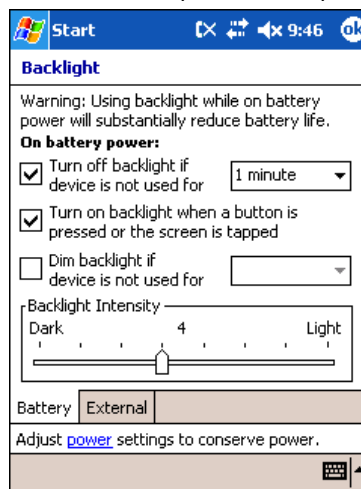 Start 9:46 ok
Backlight
Warning: Using backlight while on battery
power will substantially reduce battery life.
On battery power:
Turn off backlight if
device is not used for
1 minute
Turn on backlight when a button is
pressed or the screen is tapped
Dim backlight if
device is not used for
Backlight Intensity
Dark 4 Light
Battery External
Adjust power settings to conserve power.